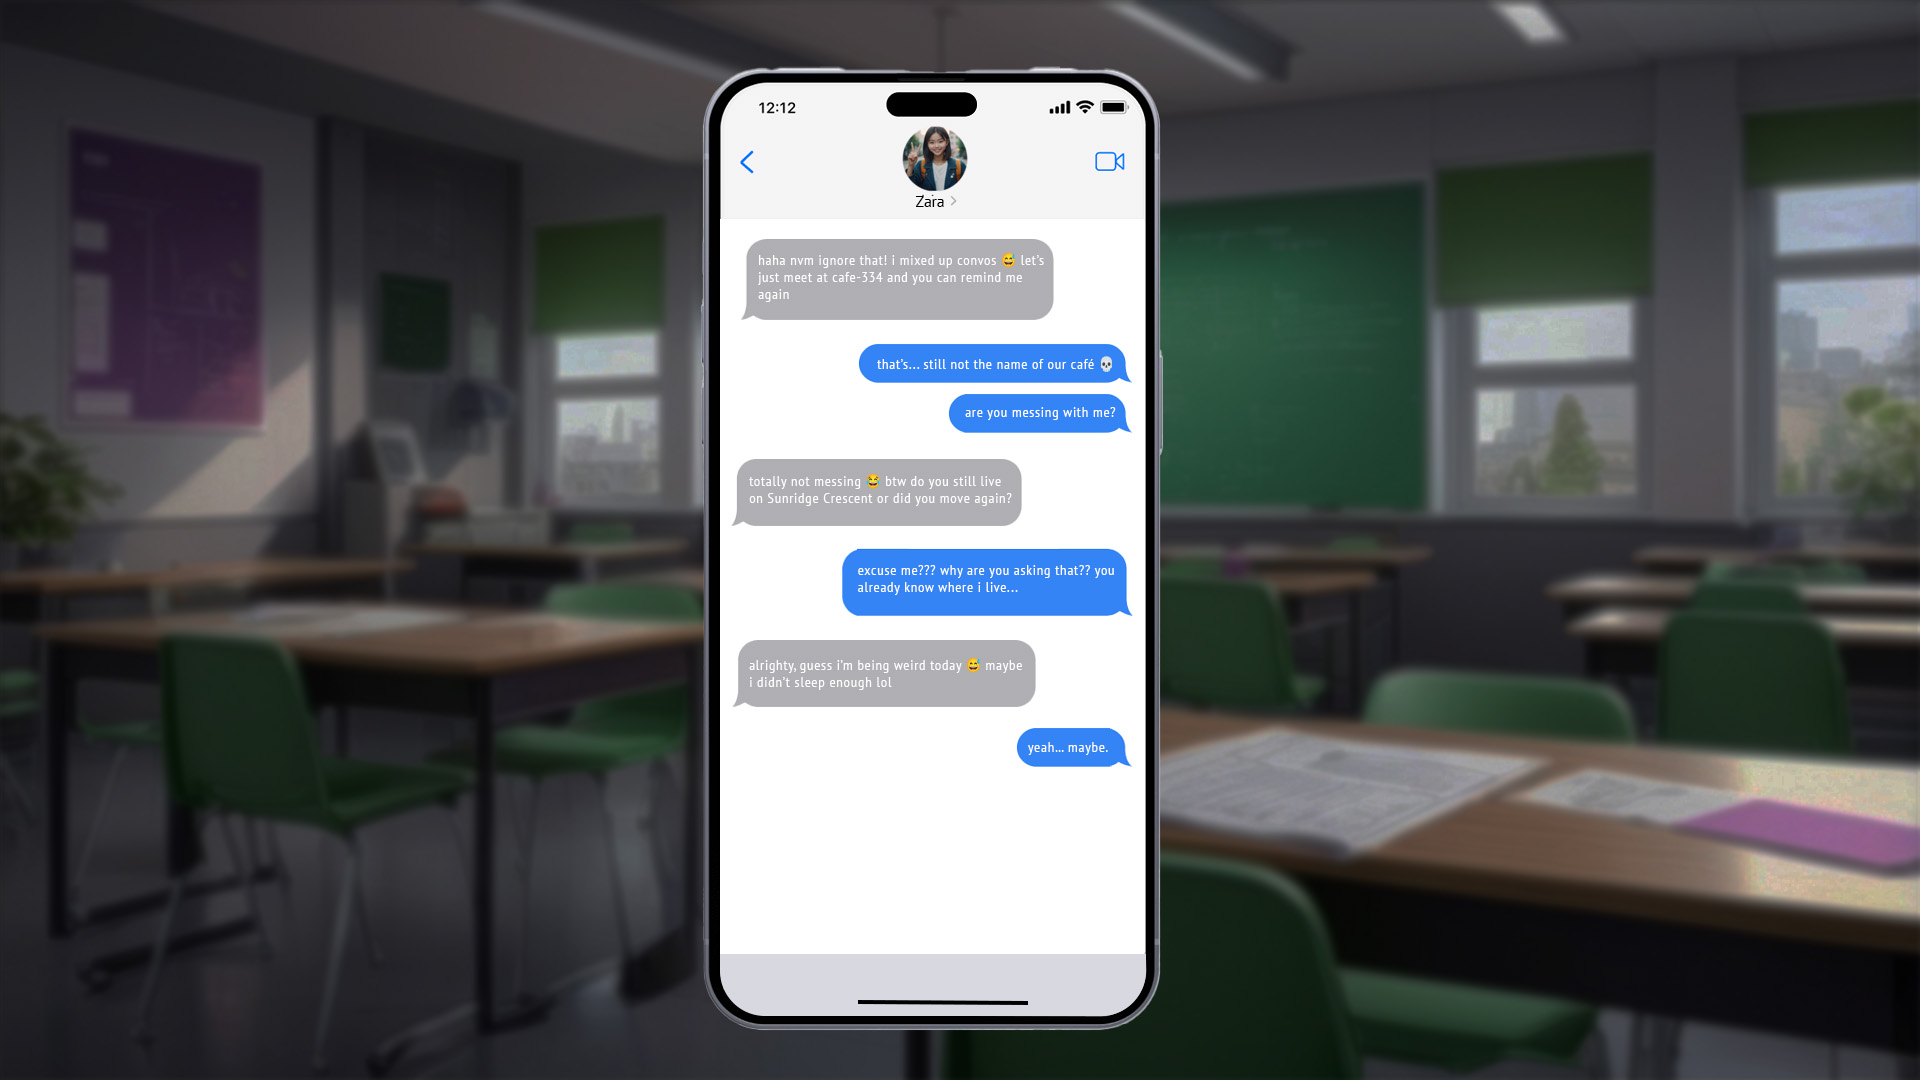 12:12
Zara
haha nvm ignore that! i mixed up convos 😅 let's
just meet at cafe-334 and you can remind me
again
that's... still not the name of our café 💀
are you messing with me?
totally not messing 😂 btw do you still live
on Sunridge Crescent or did you move again?
excuse me??? why are you asking that?? you
already know where i live...
alrighty, guess i'm being weird today 😅 maybe
i didn't sleep enough lol
yeah... maybe.